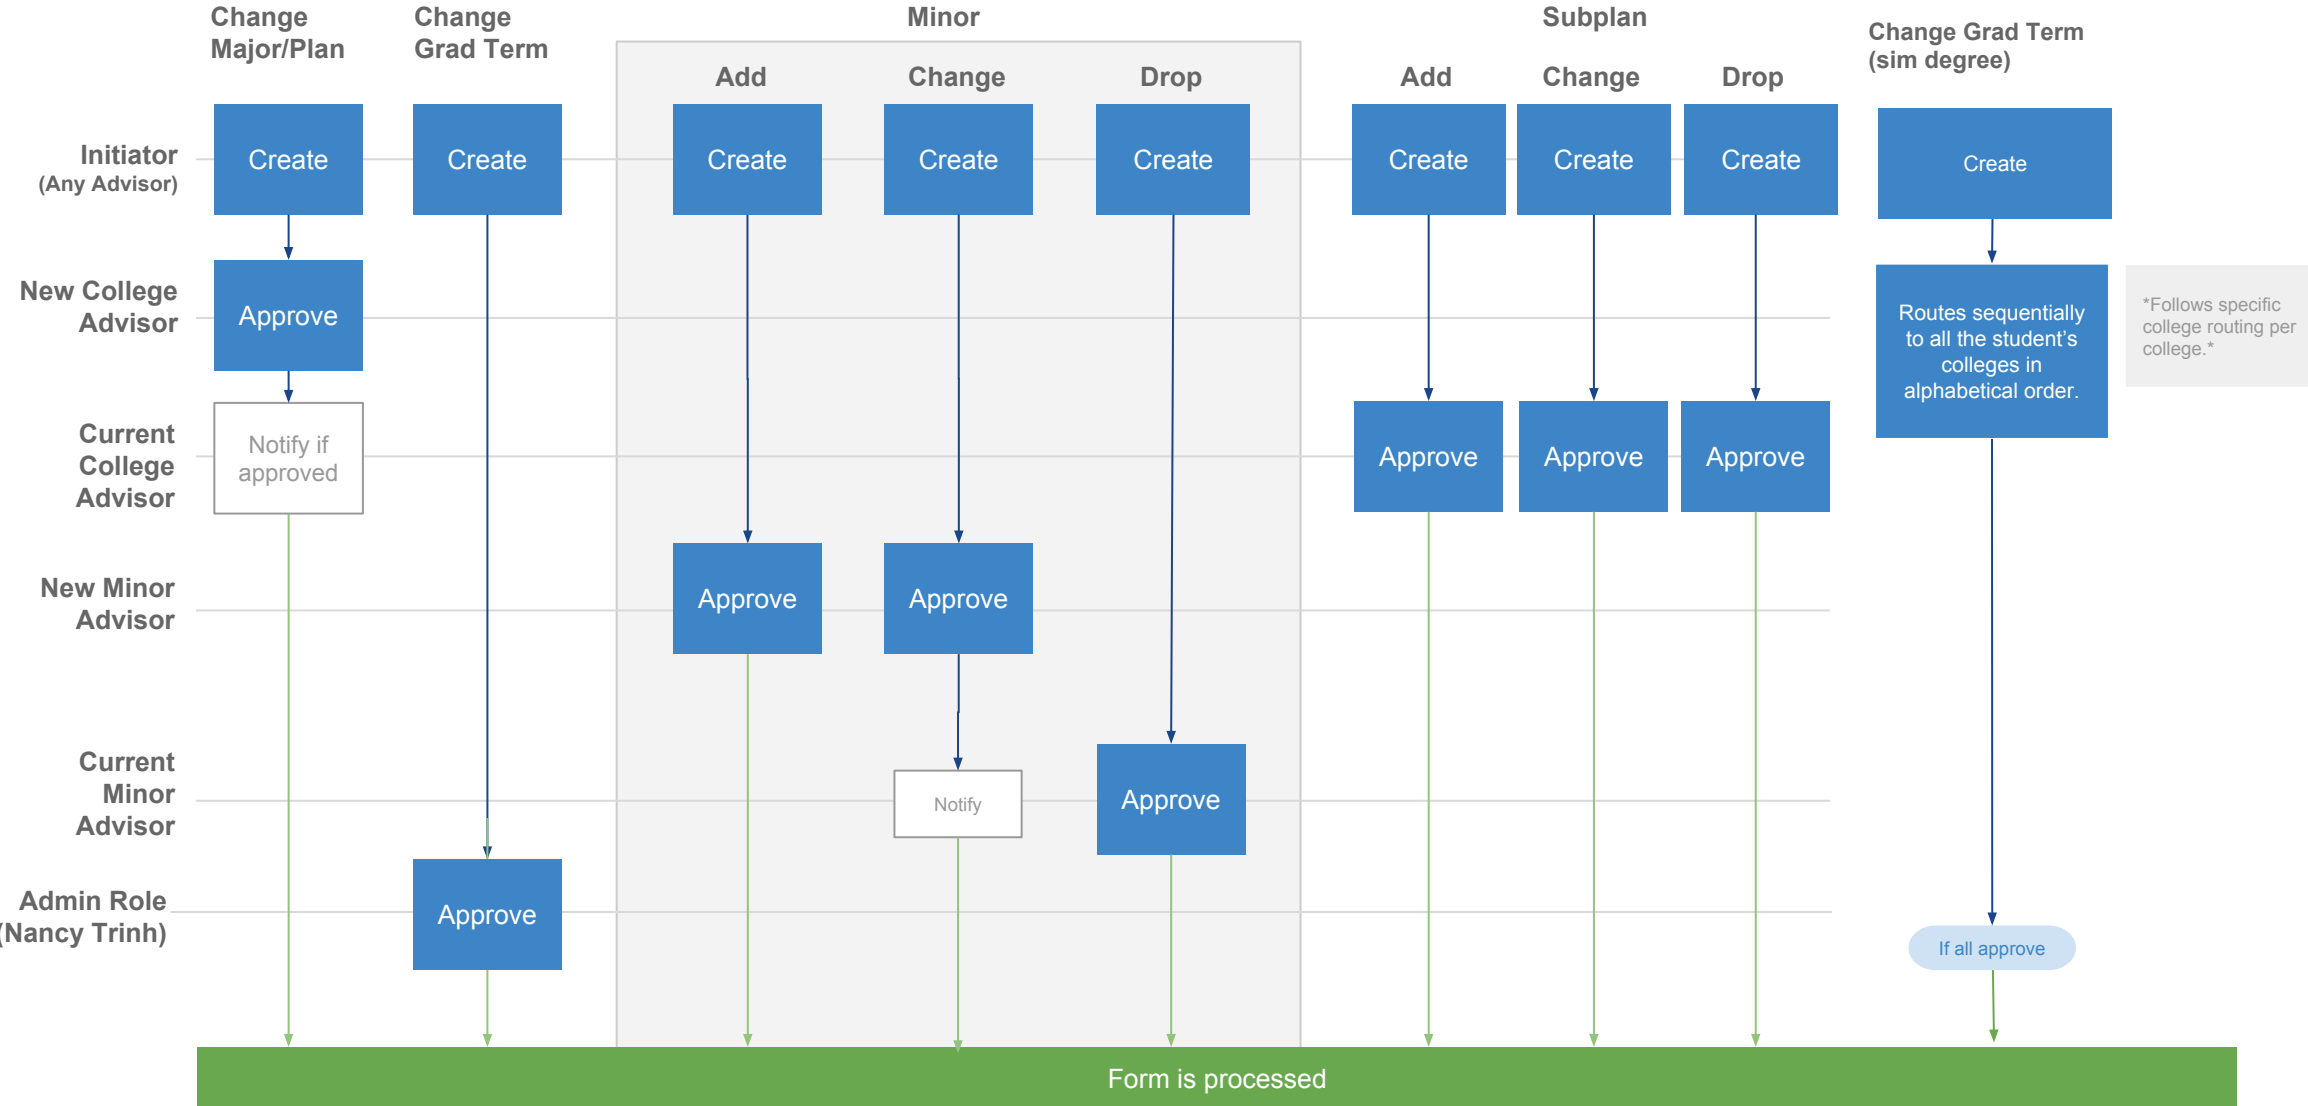 Change
Major/Plan
Change
Grad Term
Minor
Subplan
Change Grad Term
(sim degree)
Add
Change
Drop
Add
Change
Drop
Initiator
(Any Advisor)
Create
Create
Create
Create
Create
Create
Create
Create
Create
New College
Advisor
Approve
Routes sequentially
to all the student's
colleges in
alphabetical order.
*Follows specific
college routing per
college.*
Current
College
Advisor
Notify if
approved
Approve
Approve
Approve
New Minor
Advisor
Approve
Approve
Current
Minor
Advisor
Notify
Approve
Admin Role
(Nancy Trinh)
Approve
If all approve
Form is processed